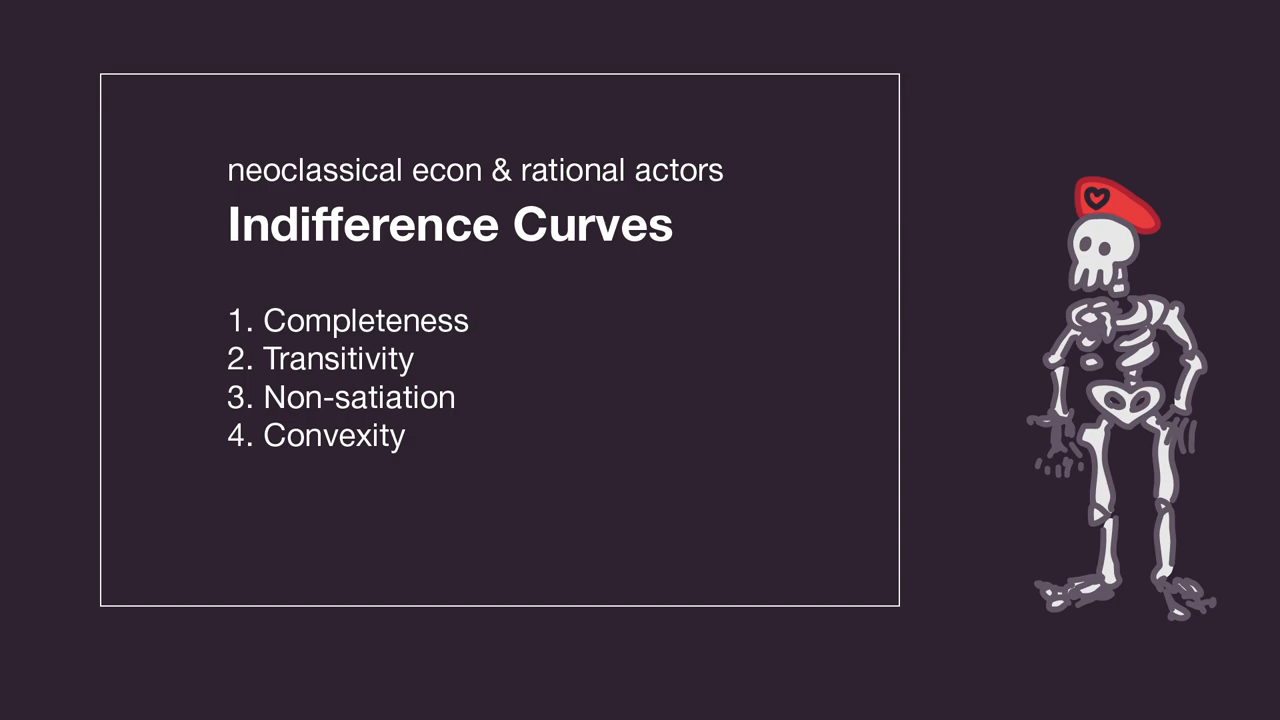 neoclassical econ & rational actors
Indifference Curves
1. Completeness
2. Transitivity
3. Non-satiation
4. Convexity